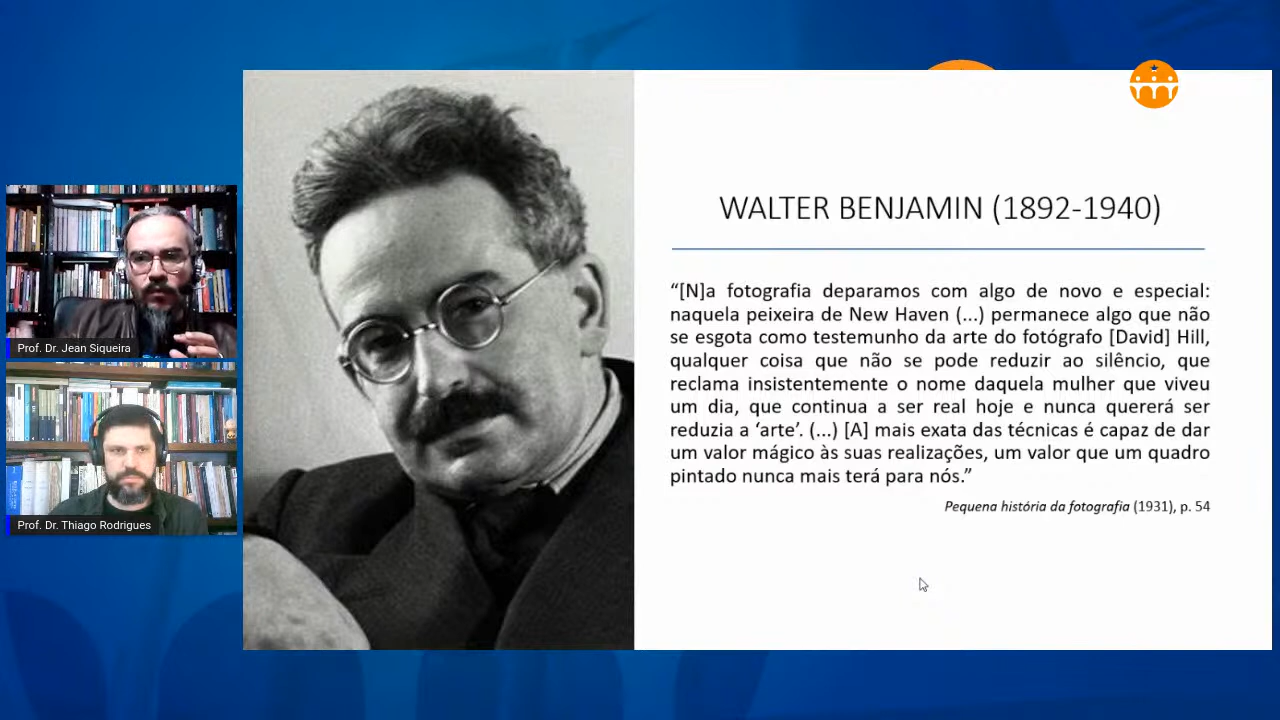 WALTER BENJAMIN (1892-1940)
“[N]a fotografia deparamos com algo de novo e especial:
naquela peixeira de New Haven (...) permanece algo que não
se esgota como testemunho da arte do fotógrafo [David] Hill,
qualquer coisa que não se pode reduzir ao silêncio, que
reclama insistentemente o nome daquela mulher que viveu
um dia, que continua a ser real hoje e nunca quererá ser
reduzia a ‘arte’. (...) [A] mais exata das técnicas é capaz de dar
um valor mágico às suas realizações, um valor que um quadro
pintado nunca mais terá para nós.”
Pequena história da fotografia (1931), p. 54
Prof. Dr. Jean Siqueira
Prof. Dr. Thiago Rodrigues